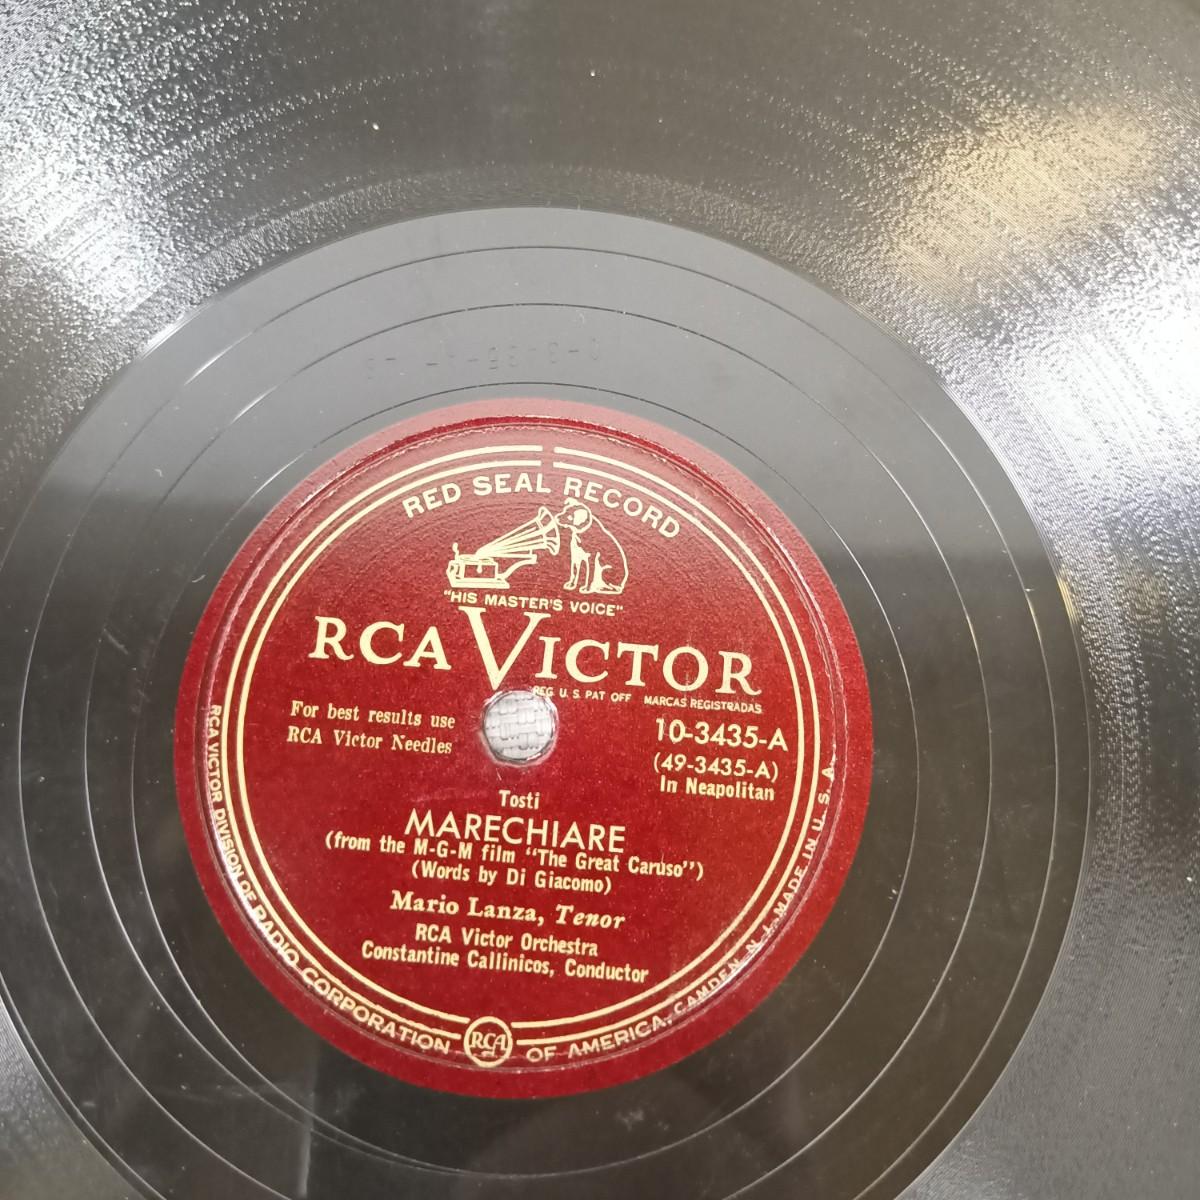 RED SEAL RECORD
"HIS MASTER'S VOICE"
RCA VICTOR
REG. U. S. PAT OFF MARCAS REGISTRADAS
For best results use
RCA Victor Needles
10-3435-A
(49-3435-A)
In Neapolitan
Tosti
MARECHIARE
(from the M-G-M film "The Great Caruso")
(Words by Di Giacomo)
Mario Lanza, Tenor
RCA Victor Orchestra
Constantine Callinicos, Conductor
RCA VICTOR DIVISION OF RADIO CORPORATION OF AMERICA, CAMDEN, N. J. MADE IN U. S. A.
RCA